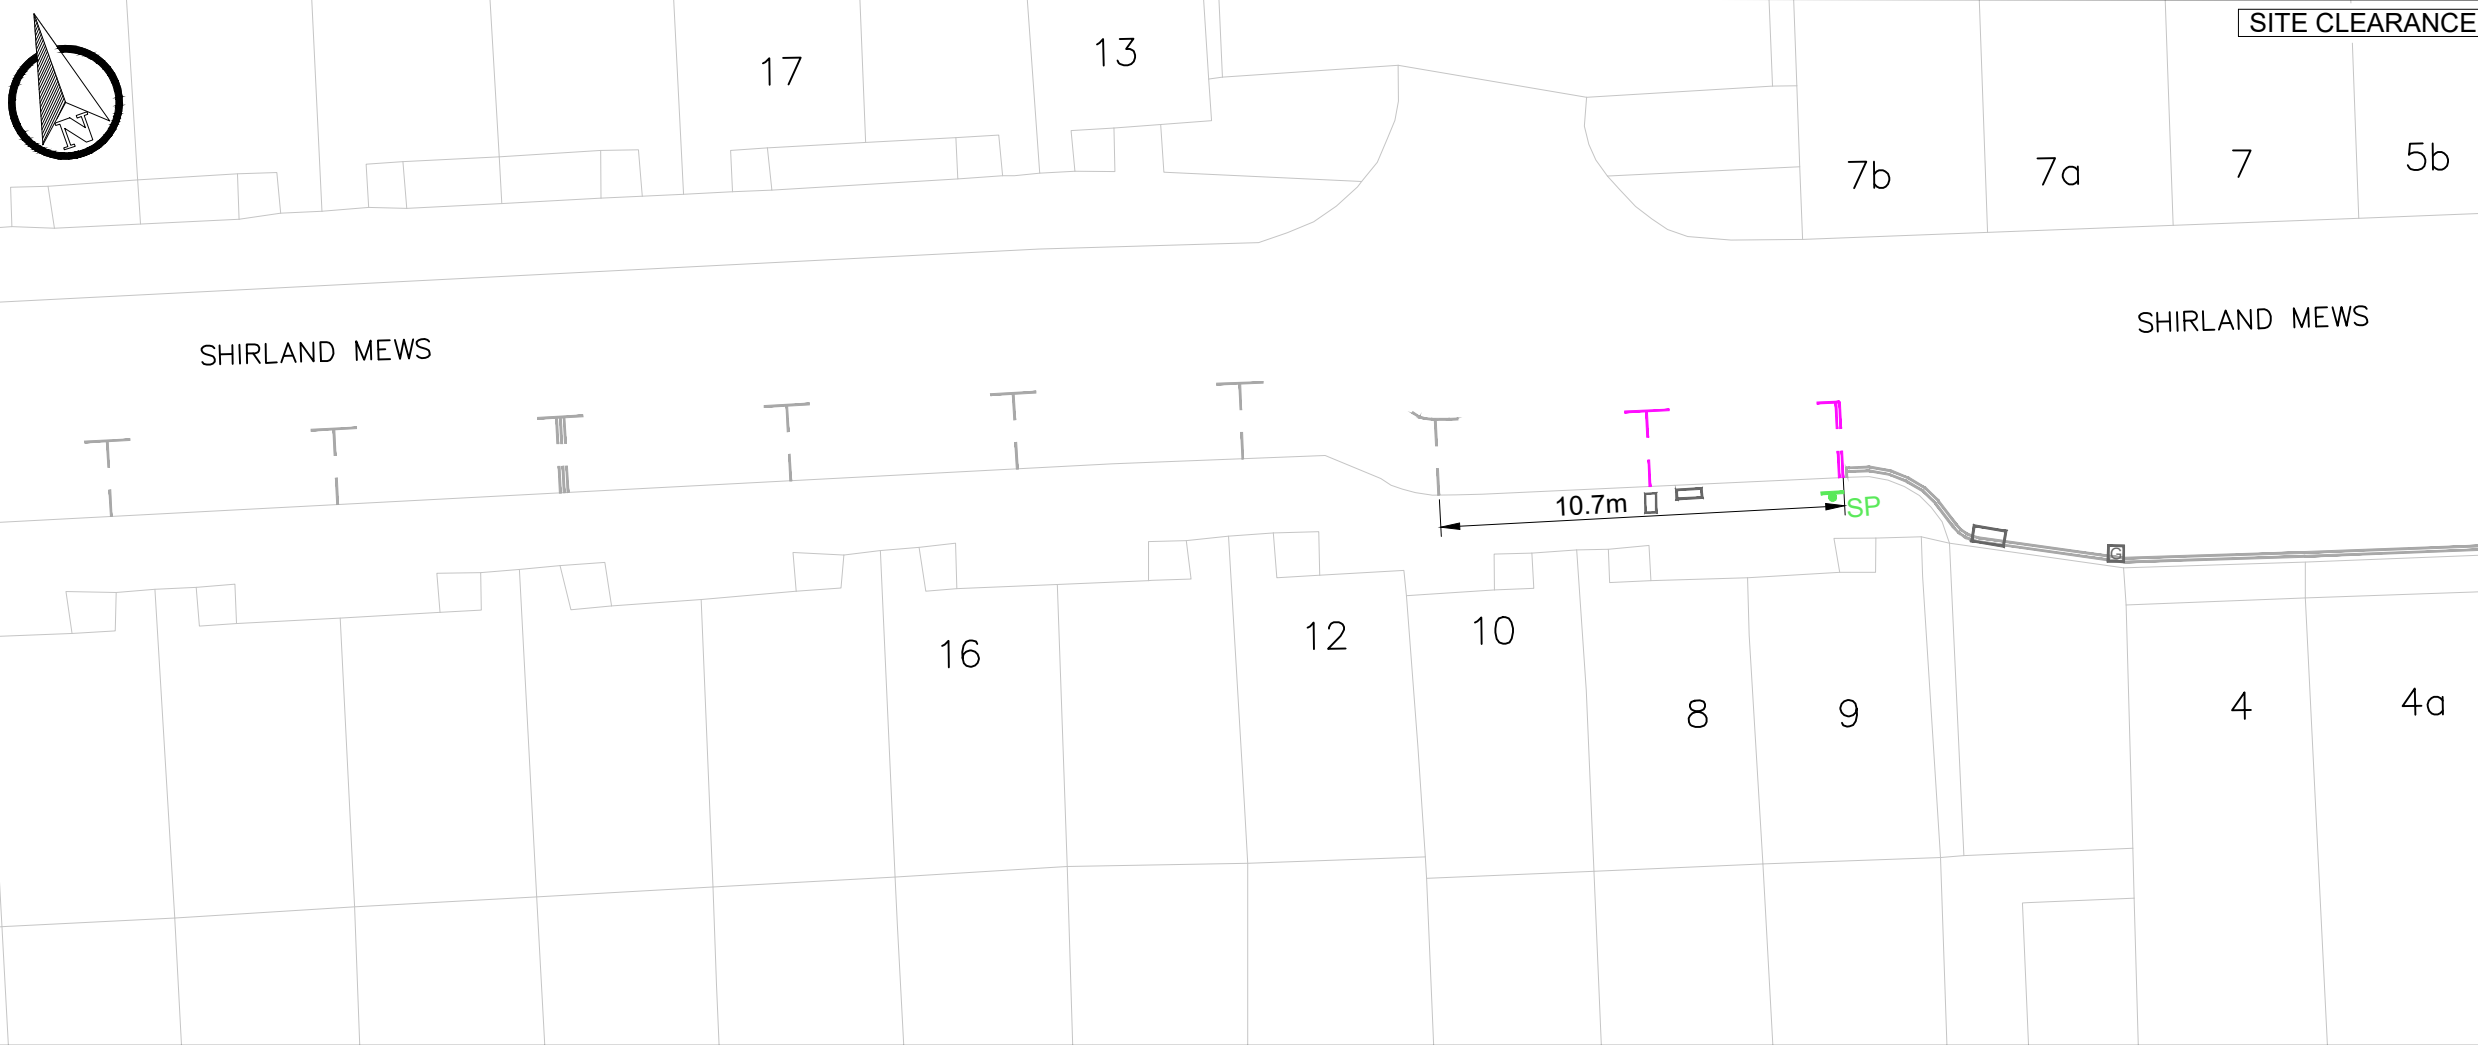 SITE CLEARANCE
N
17
13
7b
7a
7
5b
SHIRLAND MEWS
SHIRLAND MEWS
10.7m
SP
G
16
12
10
8
9
4
4a